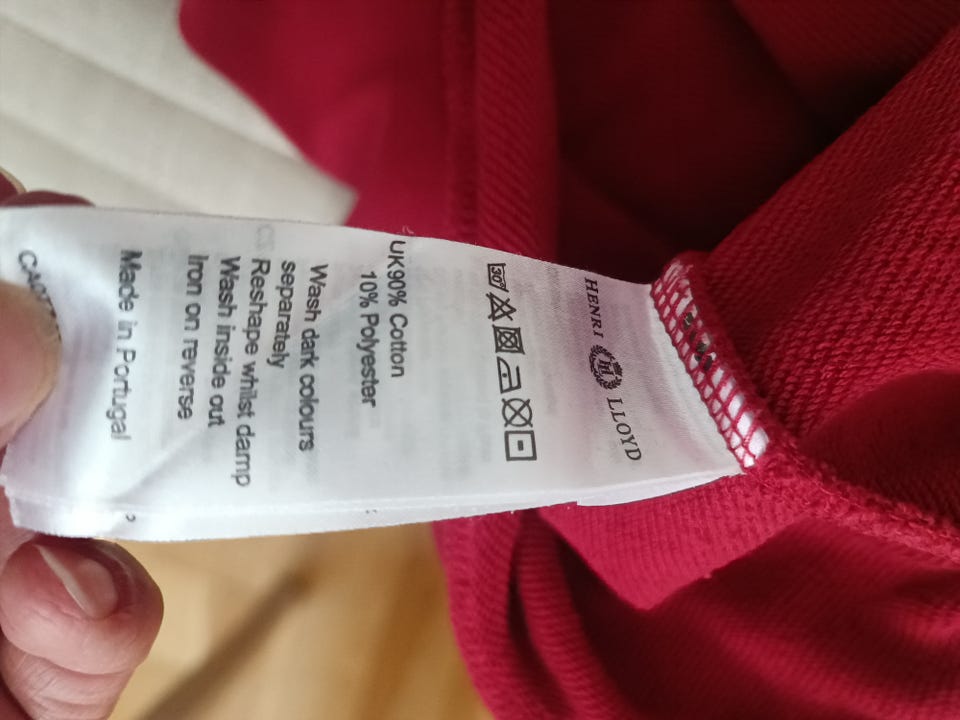 HENRI LLOYD
30°
UK90% Cotton
10% Polyester
Wash dark colours
separately
Reshape whilst damp
Wash inside out
Iron on reverse
Made in Portugal